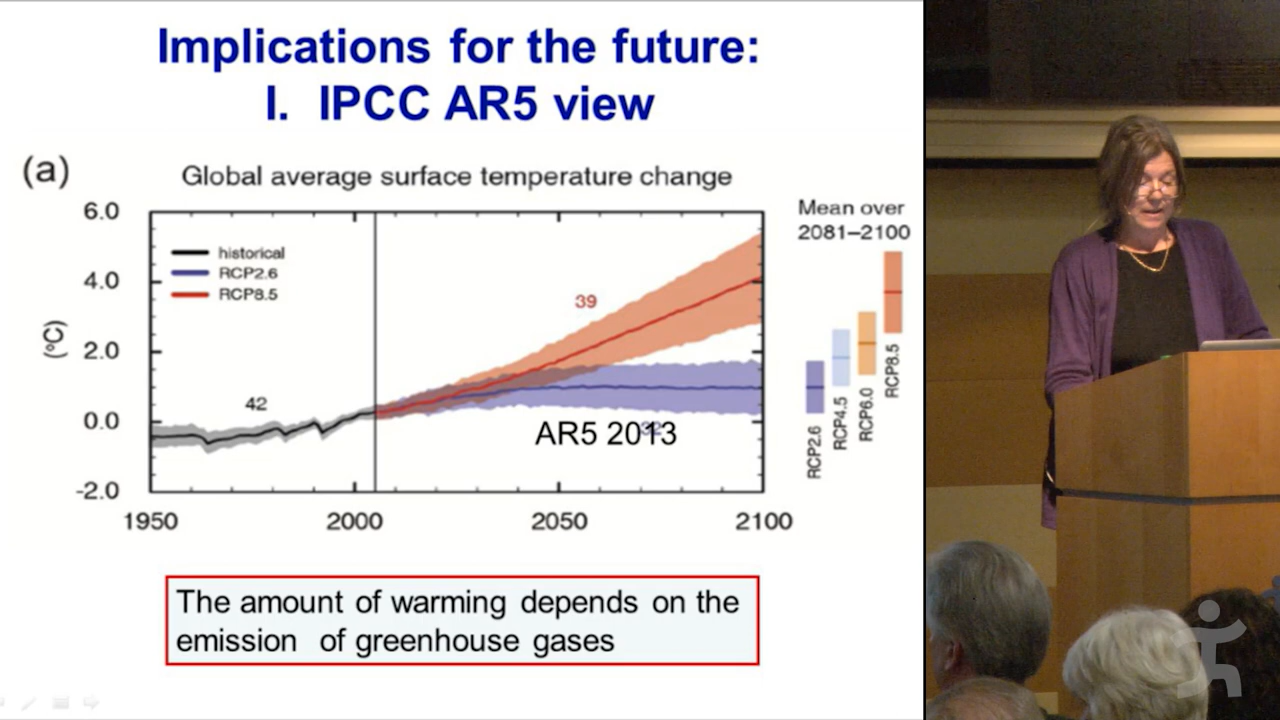 Implications for the future:
I. IPCC AR5 view
(a)
Global average surface temperature change
Mean over
2081–2100
6.0
4.0
2.0
0.0
-2.0
(ºC)
historical
RCP2.6
RCP8.5
39
42
32
AR5 2013
RCP2.6
RCP4.5
RCP6.0
RCP8.5
1950
2000
2050
2100
The amount of warming depends on the
emission of greenhouse gases